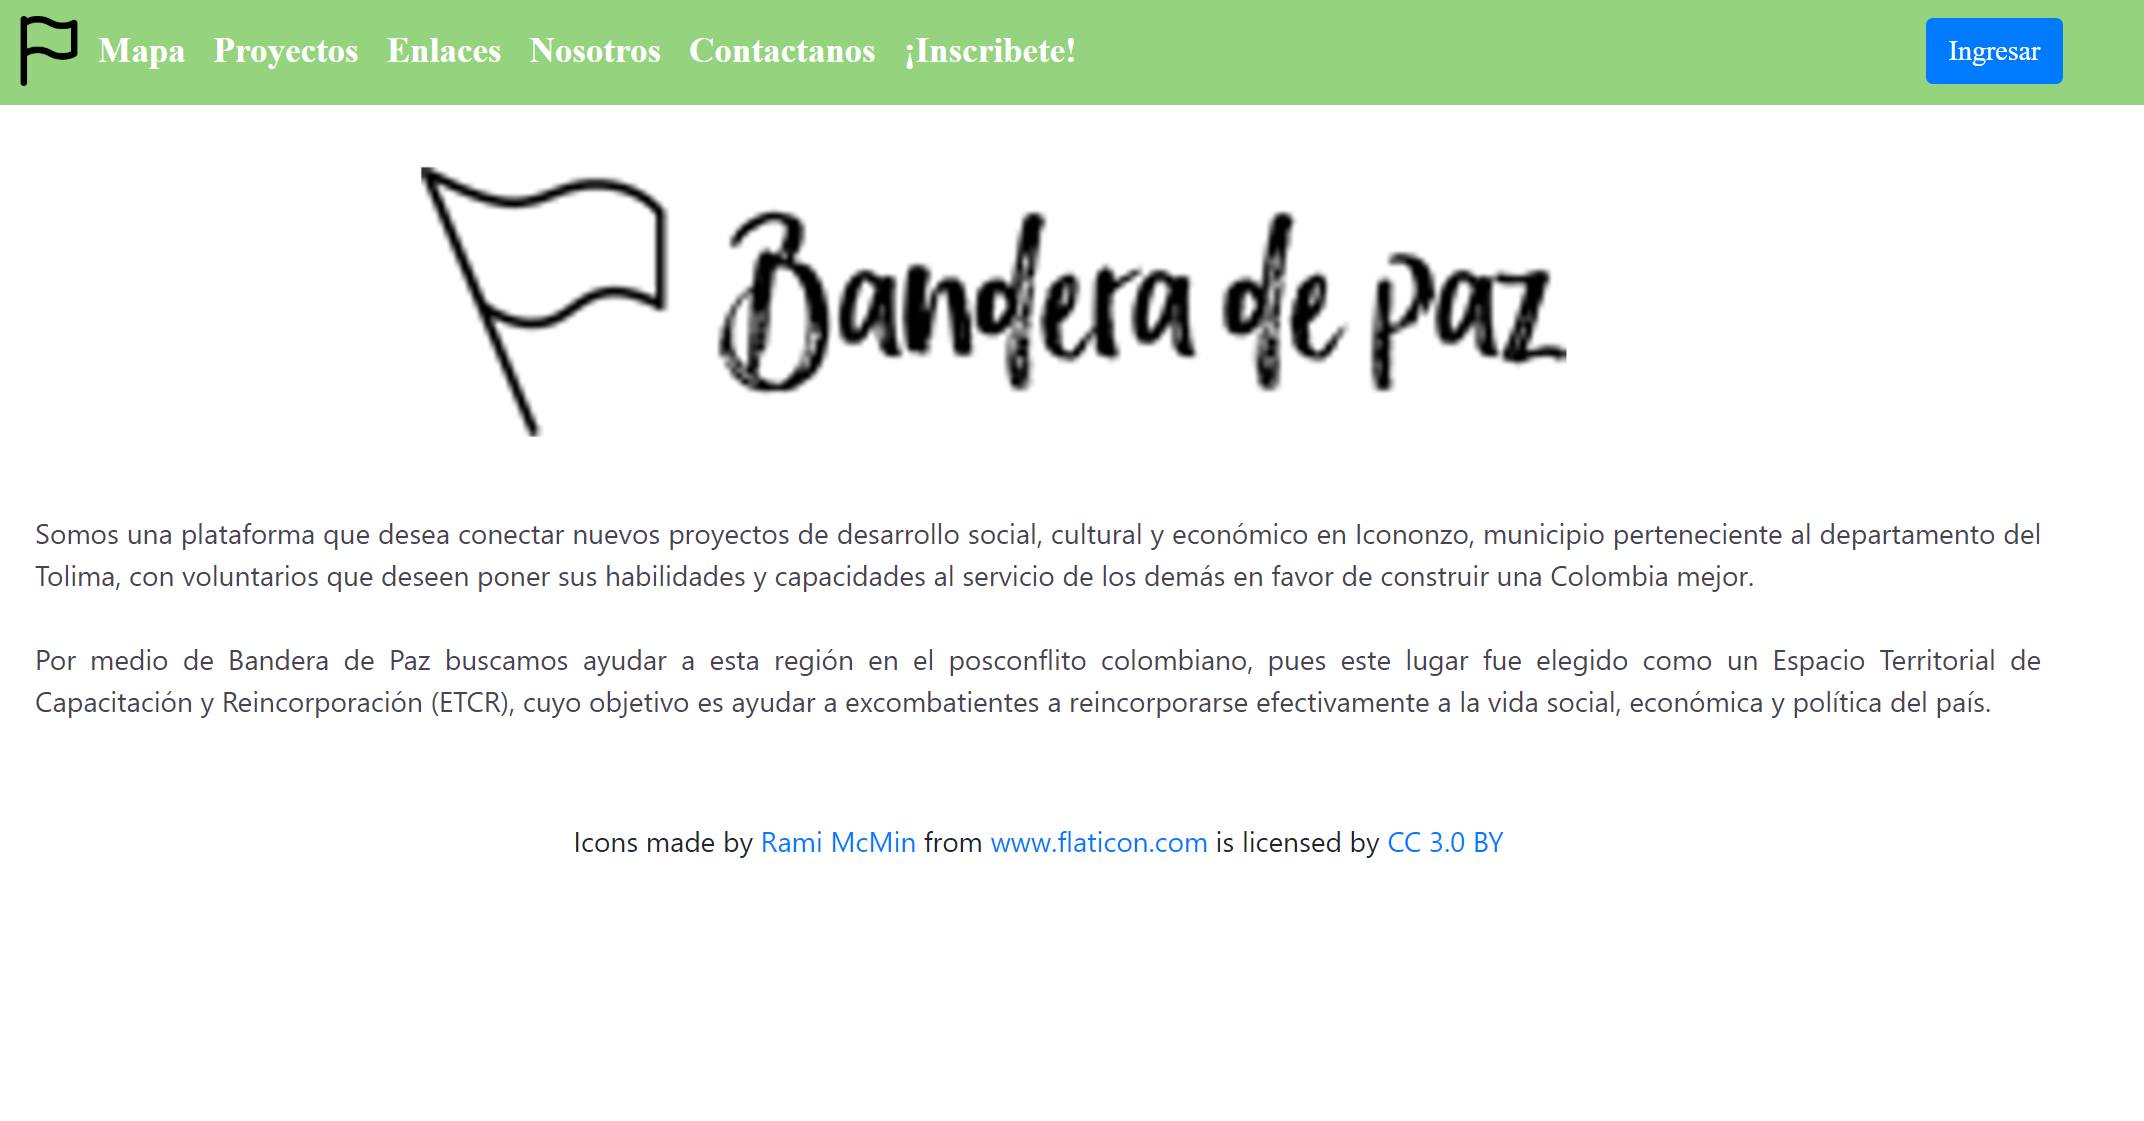 Mapa Proyectos Enlaces Nosotros Contactanos ¡Inscribete! Ingresar
Bandera de paz
Somos una plataforma que desea conectar nuevos proyectos de desarrollo social, cultural y económico en Icononzo, municipio perteneciente al departamento del
Tolima, con voluntarios que deseen poner sus habilidades y capacidades al servicio de los demás en favor de construir una Colombia mejor.
Por medio de Bandera de Paz buscamos ayudar a esta región en el posconflito colombiano, pues este lugar fue elegido como un Espacio Territorial de
Capacitación y Reincorporación (ETCR), cuyo objetivo es ayudar a excombatientes a reincorporarse efectivamente a la vida social, económica y política del país.
Icons made by Rami McMin from www.flaticon.com is licensed by CC 3.0 BY